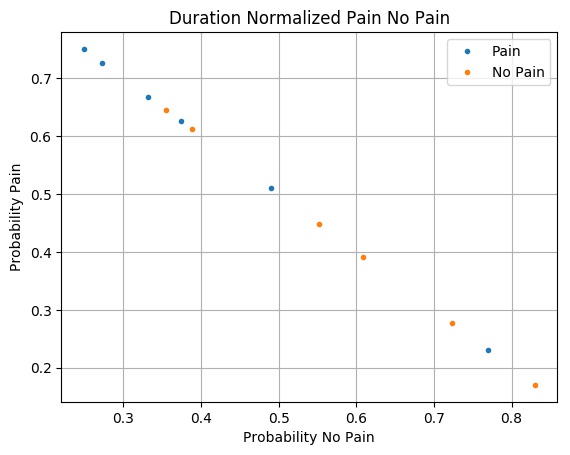 Duration Normalized Pain No Pain
Pain
No Pain
0.7
0.6
0.5
0.4
0.3
0.2
Probability Pain
0.3 0.4 0.5 0.6 0.7 0.8
Probability No Pain